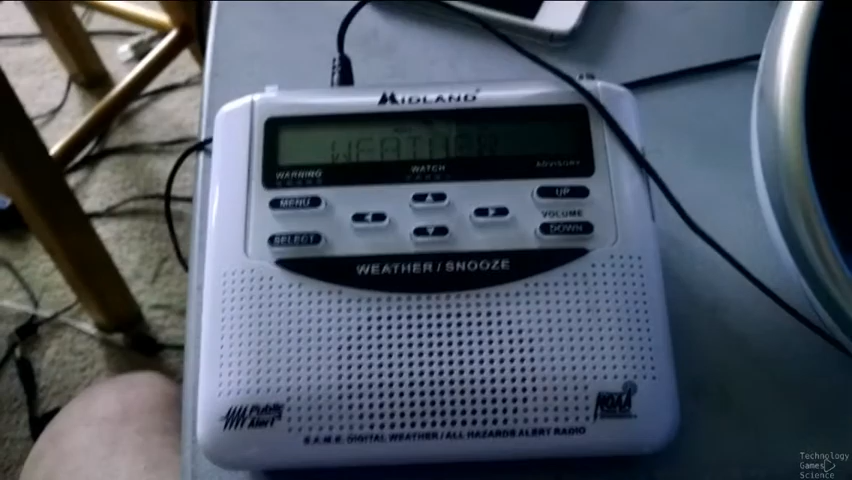 MIDLAND
WEATHER
WARNING
WATCH
ADVISORY
MENU
UP
VOLUME
SELECT
DOWN
WEATHER / SNOOZE
Public Alert
NOAA
S.A.M.E. DIGITAL WEATHER / ALL HAZARDS ALERT RADIO
Technology
Games
Science